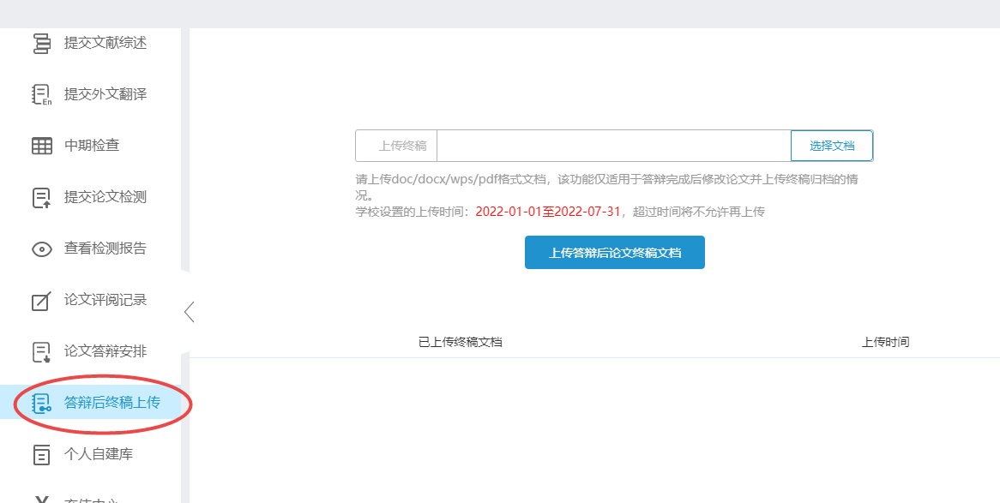 提交文献综述
提交外文翻译
En
中期检查
提交论文检测
查看检测报告
论文评阅记录
论文答辩安排
答辩后终稿上传
个人自建库
充值中心
上传终稿
选择文档
请上传doc/docx/wps/pdf格式文档，该功能仅适用于答辩完成后修改论文并上传终稿归档的情
况。
学校设置的上传时间：2022-01-01至2022-07-31，超过时间将不允许再上传
上传答辩后论文终稿文档
已上传终稿文档
上传时间